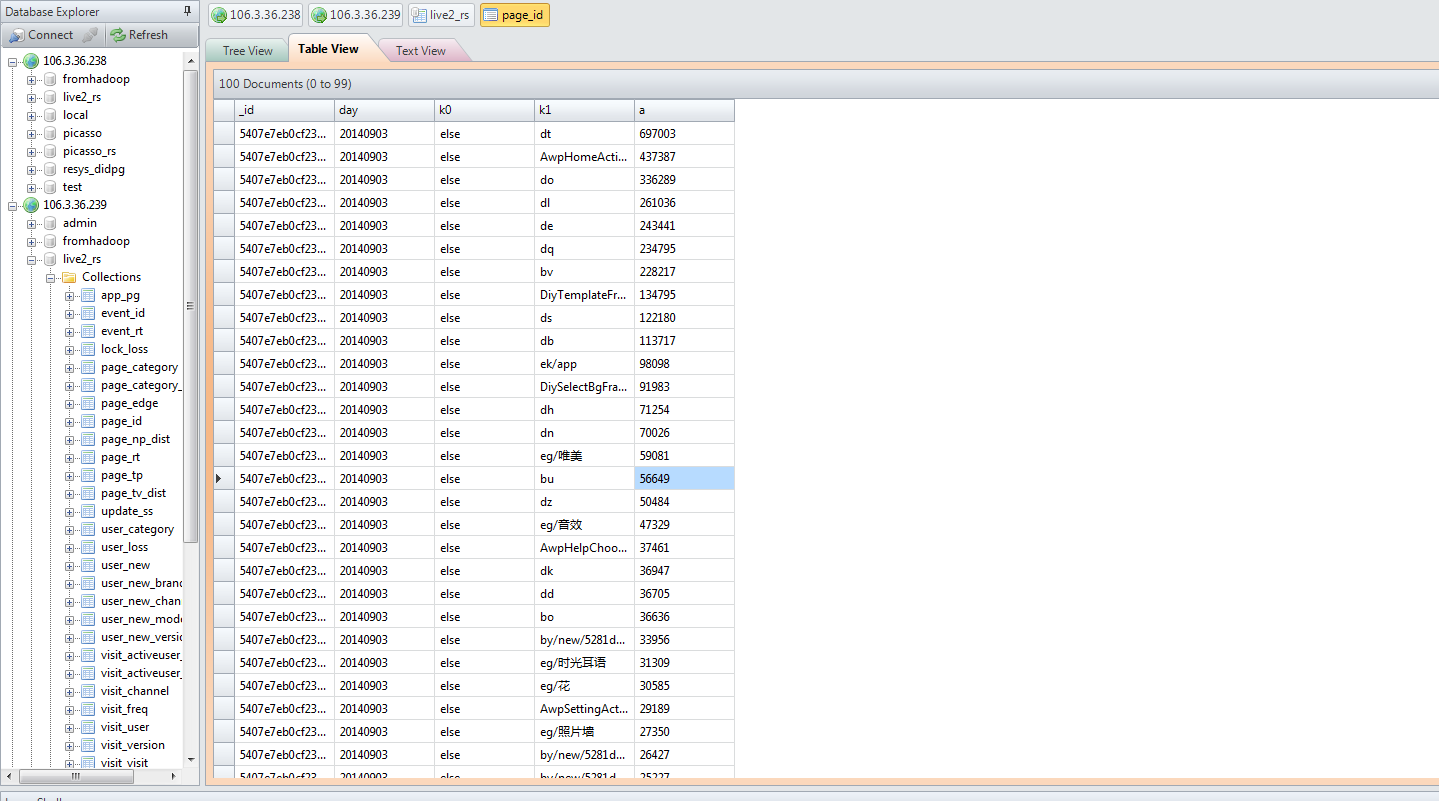 Database Explorer
Connect
Refresh
106.3.36.238
fromhadoop
live2_rs
local
picasso
picasso_rs
resys_didpg
test
106.3.36.239
admin
fromhadoop
live2_rs
Collections
app_pg
event_id
event_rt
lock_loss
page_category
page_category_
page_edge
page_id
page_np_dist
page_rt
page_tp
page_tv_dist
update_ss
user_category
user_loss
user_new
user_new_brand
user_new_chan
user_new_mode
user_new_versic
visit_activeuser_
visit_activeuser_
visit_channel
visit_freq
visit_user
visit_version
visit_visit
106.3.36.238 106.3.36.239 live2_rs page_id
Tree View Table View Text View
100 Documents (0 to 99)
_id day k0 k1 a
5407e7eb0cf23... 20140903 else dt 697003
5407e7eb0cf23... 20140903 else AwpHomeActi... 437387
5407e7eb0cf23... 20140903 else do 336289
5407e7eb0cf23... 20140903 else dl 261036
5407e7eb0cf23... 20140903 else de 243441
5407e7eb0cf23... 20140903 else dq 234795
5407e7eb0cf23... 20140903 else bv 228217
5407e7eb0cf23... 20140903 else DiyTemplateFr... 134795
5407e7eb0cf23... 20140903 else ds 122180
5407e7eb0cf23... 20140903 else db 113717
5407e7eb0cf23... 20140903 else ek/app 98098
5407e7eb0cf23... 20140903 else DiySelectBgFra... 91983
5407e7eb0cf23... 20140903 else dh 71254
5407e7eb0cf23... 20140903 else dn 70026
5407e7eb0cf23... 20140903 else eg/唯美 59081
5407e7eb0cf23... 20140903 else bu 56649
5407e7eb0cf23... 20140903 else dz 50484
5407e7eb0cf23... 20140903 else eg/音效 47329
5407e7eb0cf23... 20140903 else AwpHelpChoo... 37461
5407e7eb0cf23... 20140903 else dk 36947
5407e7eb0cf23... 20140903 else dd 36705
5407e7eb0cf23... 20140903 else bo 36636
5407e7eb0cf23... 20140903 else by/new/5281d... 33956
5407e7eb0cf23... 20140903 else eg/时光耳语 31309
5407e7eb0cf23... 20140903 else eg/花 30585
5407e7eb0cf23... 20140903 else AwpSettingAct... 29189
5407e7eb0cf23... 20140903 else eg/照片墙 27350
5407e7eb0cf23... 20140903 else by/new/5281d... 26427
5407e7eb0cf23... 20140903 else by/new/5281d... 25227